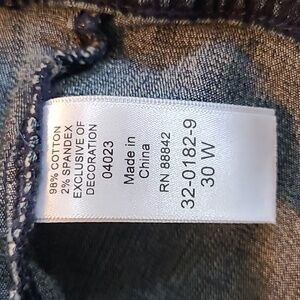 98% COTTON
2% SPANDEX
EXCLUSIVE OF
DECORATION
04023
Made in
China
RN 88842
32-0182-9
30 W